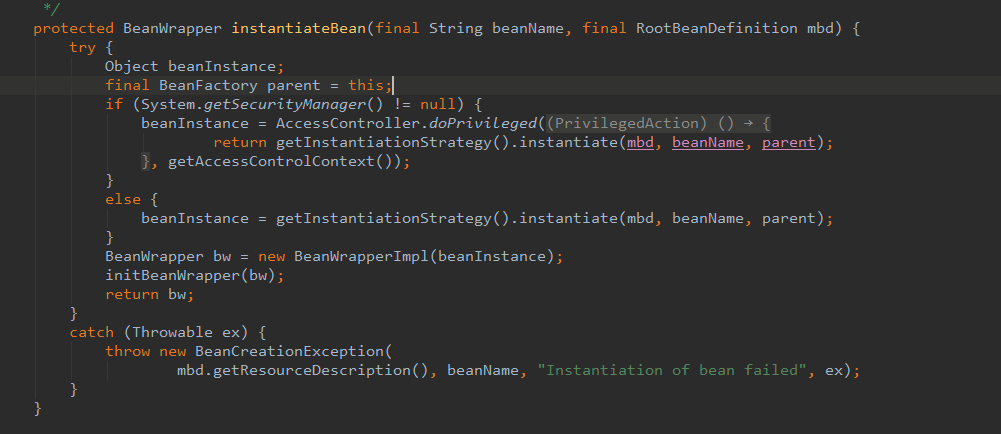 */
protected BeanWrapper instantiateBean(final String beanName, final RootBeanDefinition mbd) {
try {
Object beanInstance;
final BeanFactory parent = this;
if (System.getSecurityManager() != null) {
beanInstance = AccessController.doPrivileged((PrivilegedAction) () → {
return getInstantiationStrategy().instantiate(mbd, beanName, parent);
}, getAccessControlContext());
}
else {
beanInstance = getInstantiationStrategy().instantiate(mbd, beanName, parent);
}
BeanWrapper bw = new BeanWrapperImpl(beanInstance);
initBeanWrapper(bw);
return bw;
}
catch (Throwable ex) {
throw new BeanCreationException(
mbd.getResourceDescription(), beanName, "Instantiation of bean failed", ex);
}
}